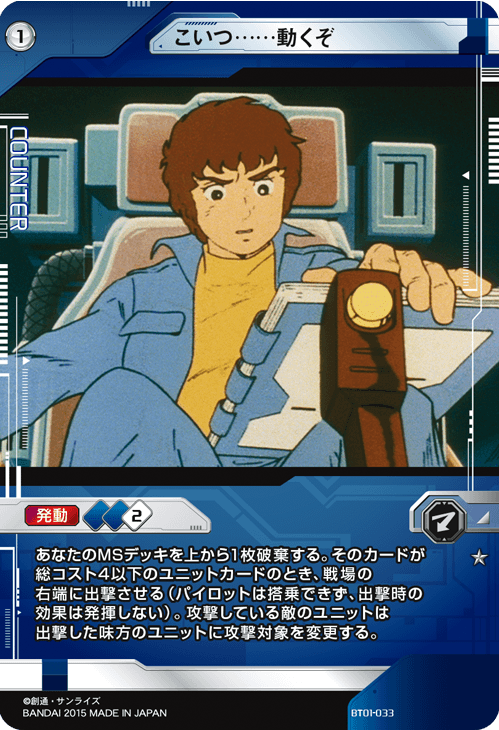 1
こいつ……動くぞ
COUNTER
発動
2
マ
あなたのMSデッキを上から1枚破棄する。そのカードが
総コスト4以下のユニットカードのとき、戦場の
右端に出撃させる(パイロットは搭乗できず、出撃時の
効果は発揮しない)。攻撃している敵のユニットは
出撃した味方のユニットに攻撃対象を変更する。
©創通・サンライズ
BANDAI 2015 MADE IN JAPAN
BT01-033